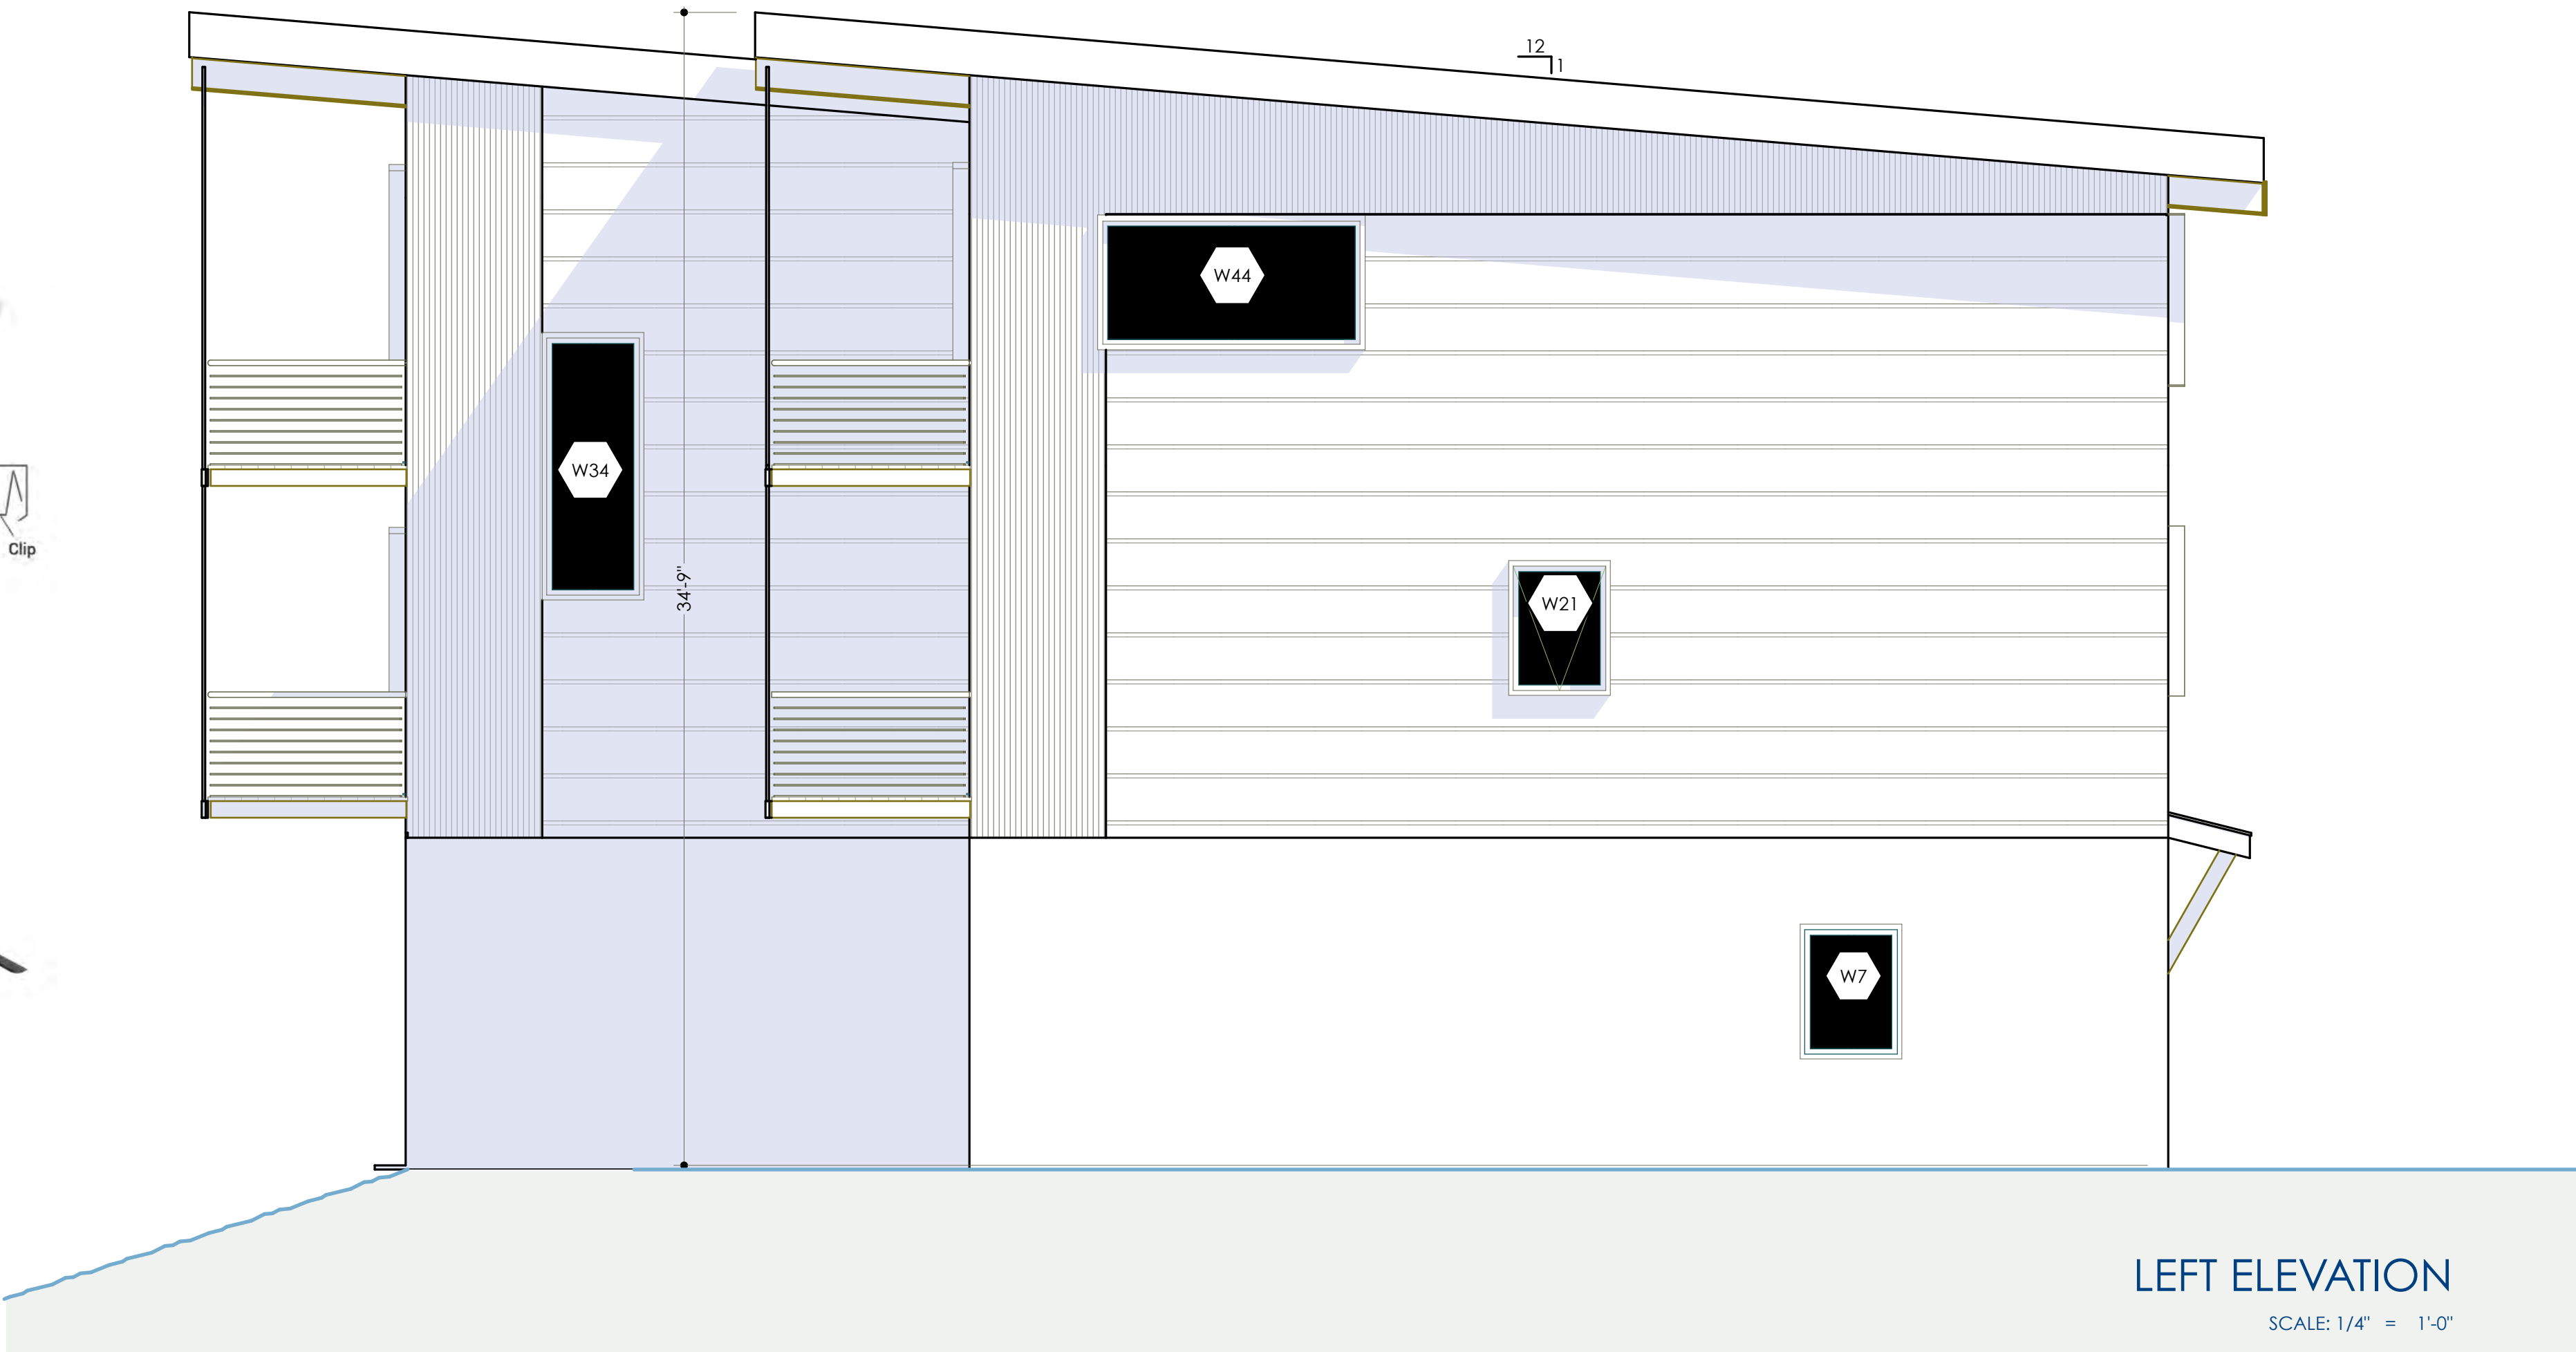 12
1
W44
W34
Clip
34'-9"
W21
W7
LEFT ELEVATION
SCALE: 1/4" = 1'-0"